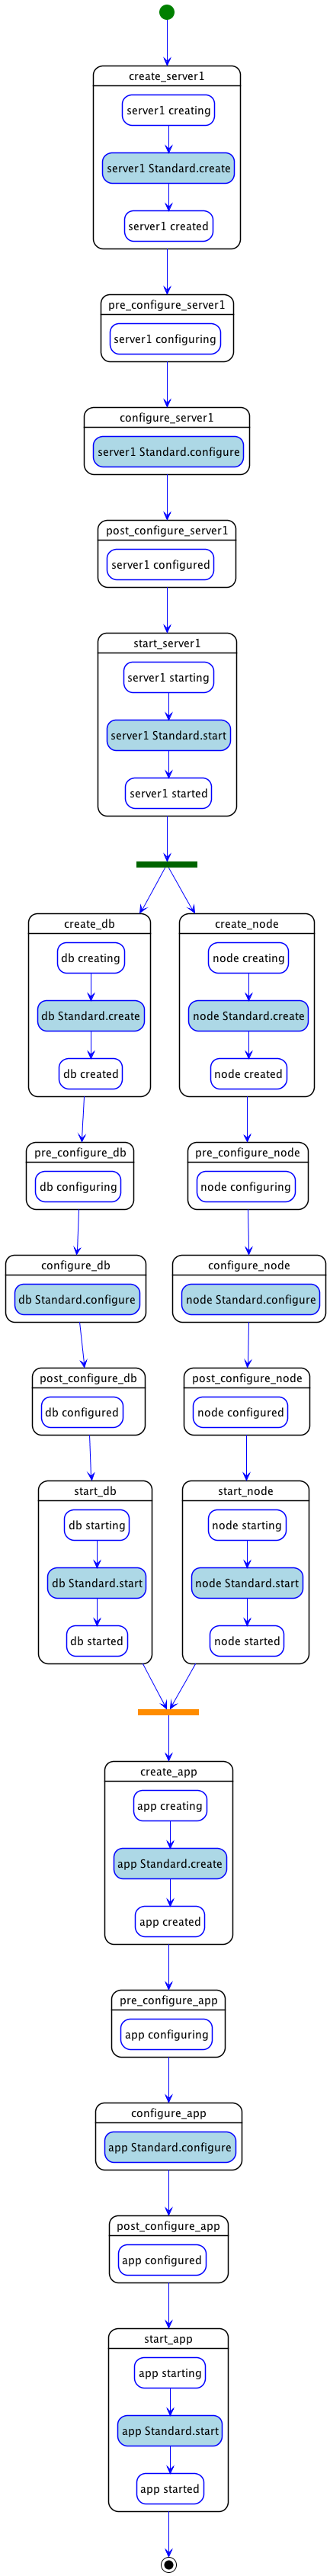 create_server1
server1 creating
server1 Standard.create
server1 created
pre_configure_server1
server1 configuring
configure_server1
server1 Standard.configure
post_configure_server1
server1 configured
start_server1
server1 starting
server1 Standard.start
server1 started
create_db
db creating
db Standard.create
db created
pre_configure_db
db configuring
configure_db
db Standard.configure
post_configure_db
db configured
start_db
db starting
db Standard.start
db started
create_node
node creating
node Standard.create
node created
pre_configure_node
node configuring
configure_node
node Standard.configure
post_configure_node
node configured
start_node
node starting
node Standard.start
node started
create_app
app creating
app Standard.create
app created
pre_configure_app
app configuring
configure_app
app Standard.configure
post_configure_app
app configured
start_app
app starting
app Standard.start
app started